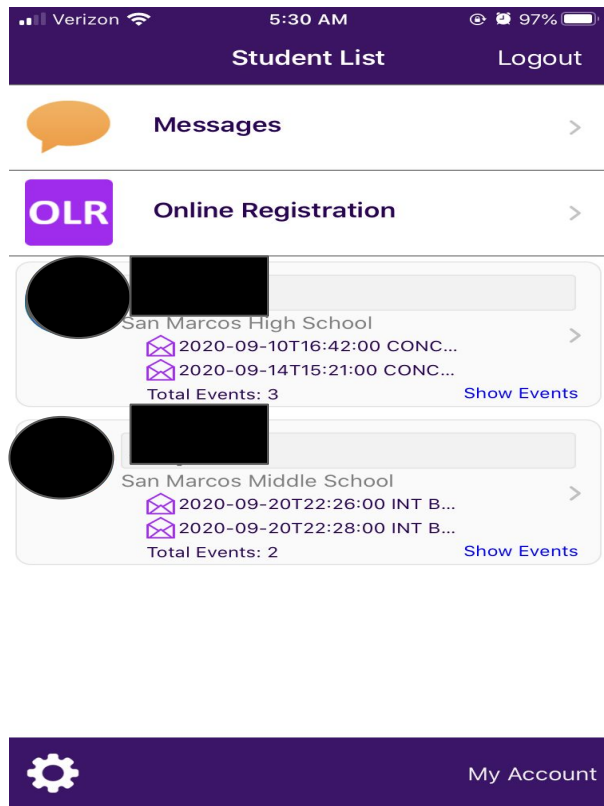 Verizon 5:30 AM 97%
Student List Logout
Messages
OLR Online Registration
San Marcos High School
2020-09-10T16:42:00 CONC...
2020-09-14T15:21:00 CONC...
Total Events: 3 Show Events
San Marcos Middle School
2020-09-20T22:26:00 INT B...
2020-09-20T22:28:00 INT B...
Total Events: 2 Show Events
My Account